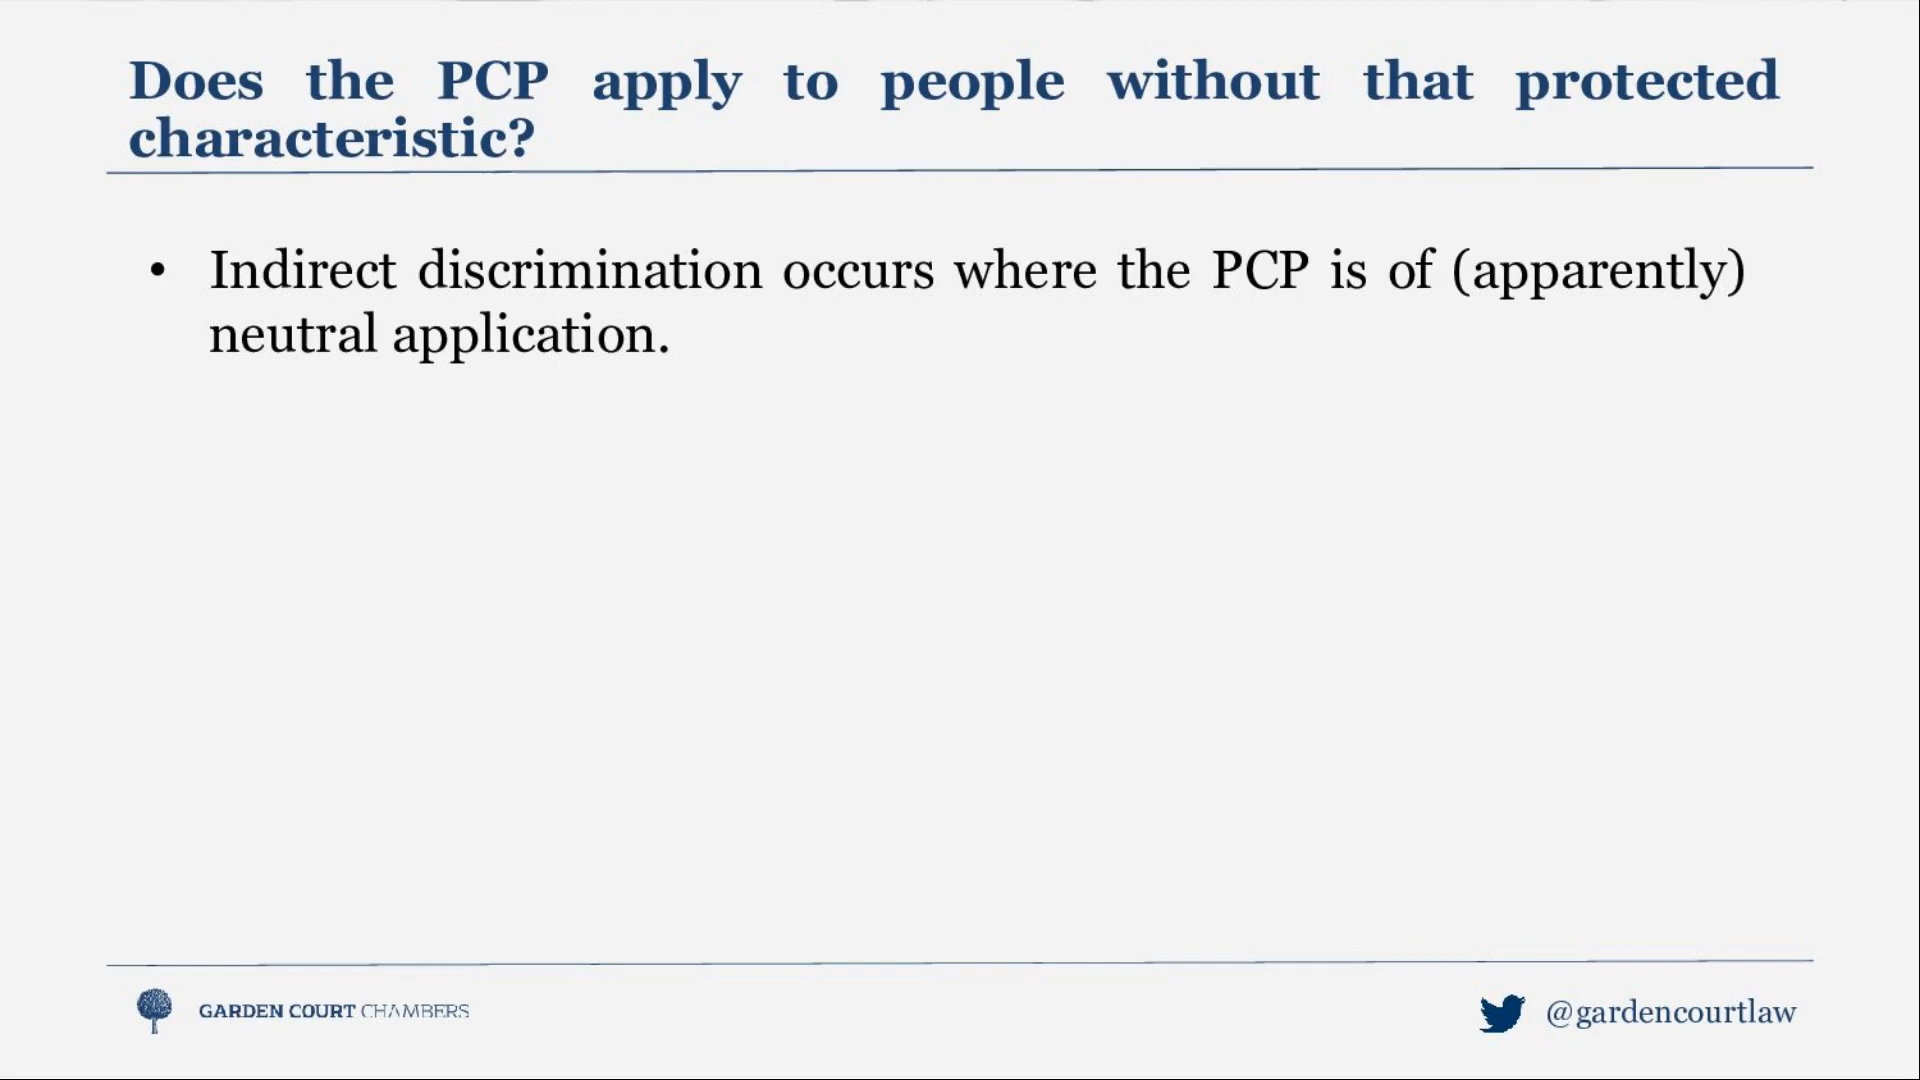 Does the PCP apply to people without that protected
characteristic?
• Indirect discrimination occurs where the PCP is of (apparently)
neutral application.
GARDEN COURT CHAMBERS
@gardencourtlaw